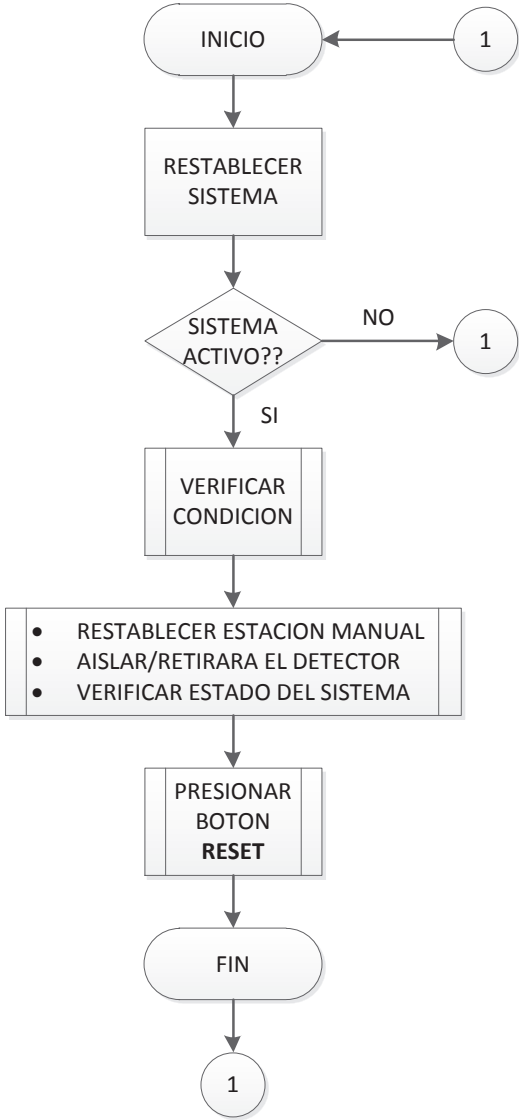 INICIO
1
RESTABLECER
SISTEMA
SISTEMA
ACTIVO??
NO
1
SI
VERIFICAR
CONDICION
• RESTABLECER ESTACION MANUAL
• AISLAR/RETIRARA EL DETECTOR
• VERIFICAR ESTADO DEL SISTEMA
PRESIONAR
BOTON
RESET
FIN
1